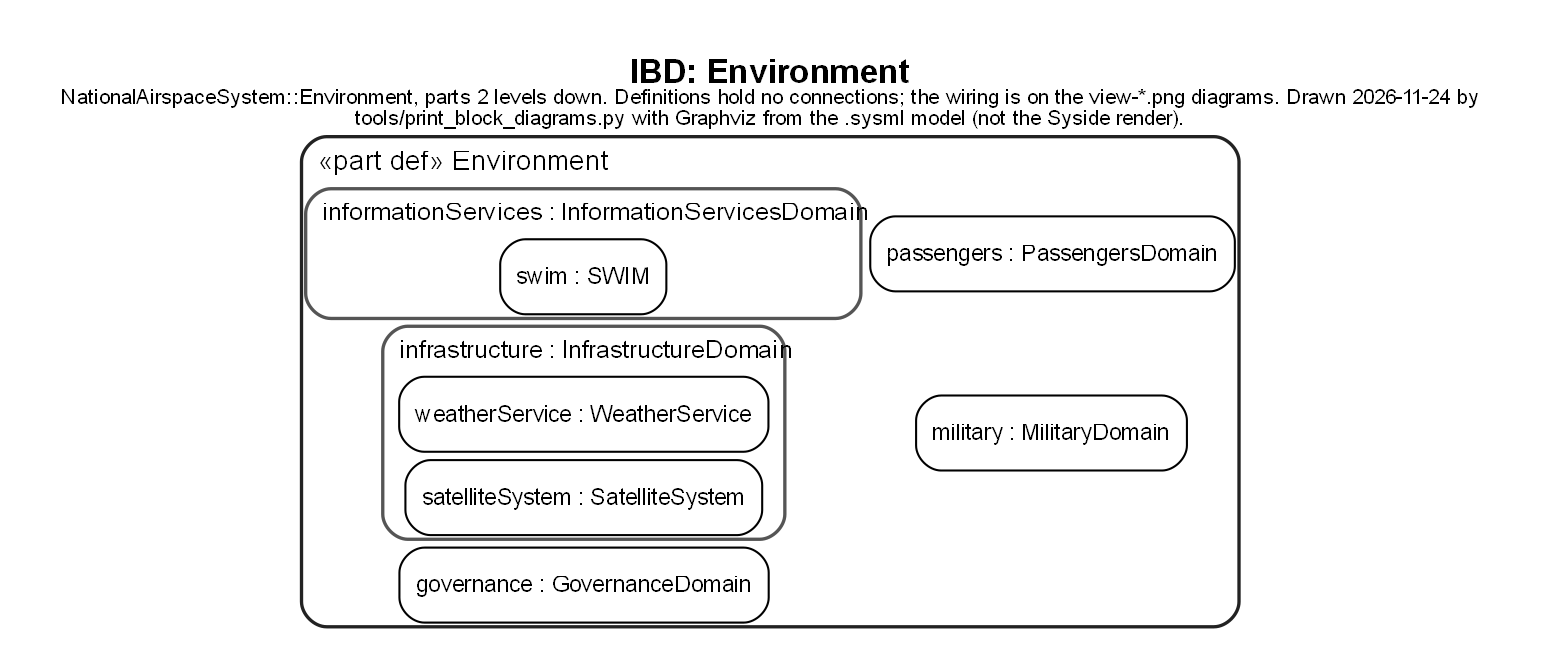 IBD: Environment
NationalAirspaceSystem::Environment, parts 2 levels down. Definitions hold no connections; the wiring is on the view-*.png diagrams. Drawn 2026-11-24 by
tools/print_block_diagrams.py with Graphviz from the .sysml model (not the Syside render).
«part def» Environment
informationServices : InformationServicesDomain
swim : SWIM
passengers : PassengersDomain
infrastructure : InfrastructureDomain
weatherService : WeatherService
military : MilitaryDomain
satelliteSystem : SatelliteSystem
governance : GovernanceDomain